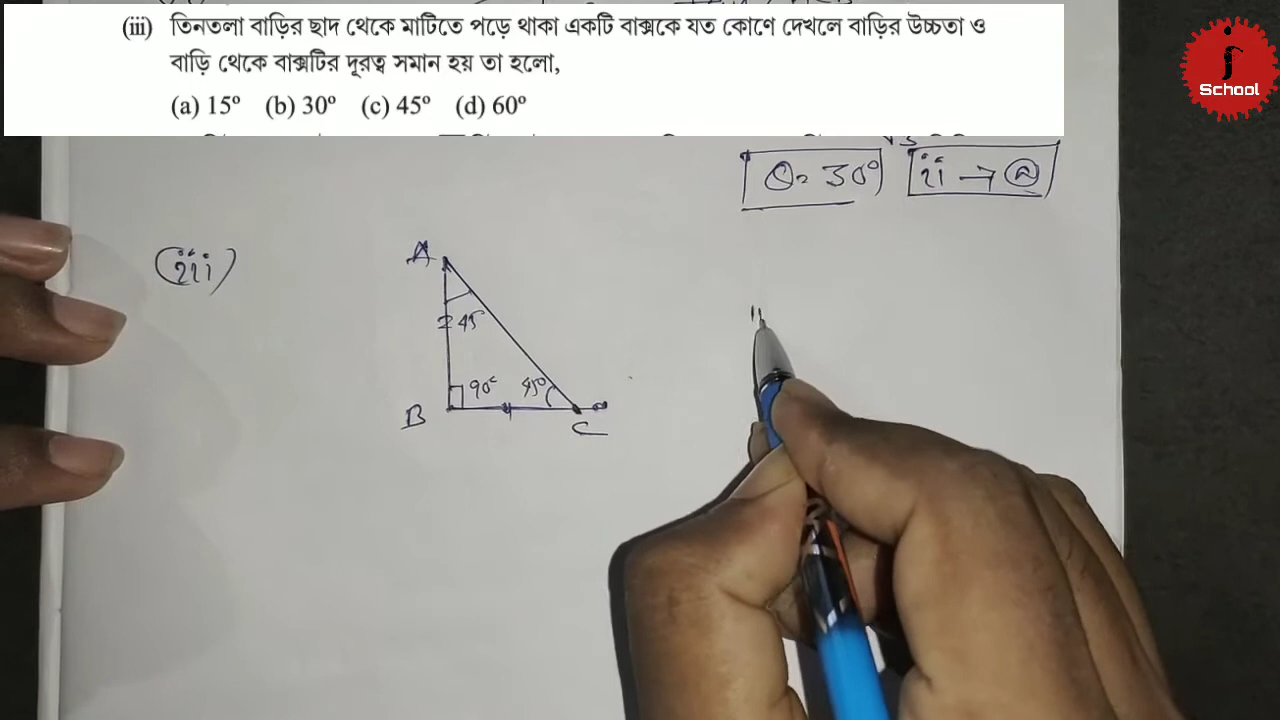 (iii) তিনতলা বাড়ির ছাদ থেকে মাটিতে পড়ে থাকা একটি বাক্সকে যত কোণে দেখলে বাড়ির উচ্চতা ও
বাড়ি থেকে বাক্সটির দূরত্ব সমান হয় তা হলো,
(a) 15° (b) 30° (c) 45° (d) 60°
School
θ= 30° ii →
(iii)
A
45
90° 45°
B C